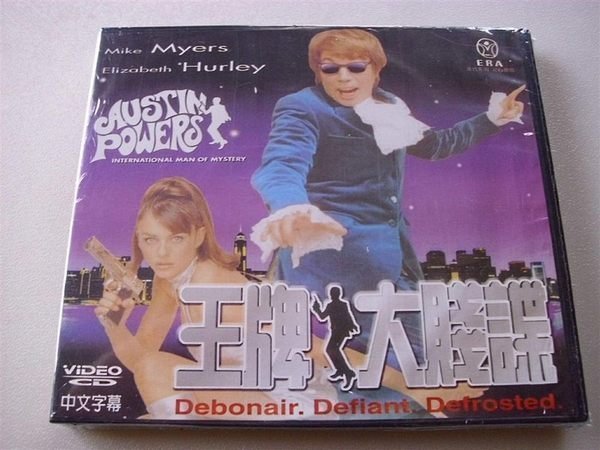 Mike Myers
Elizabeth Hurley
ERA
AUSTIN
POWERS
INTERNATIONAL MAN OF MYSTERY
王牌大賤諜
VIDEO
CD
中文字幕
Debonair. Defiant. Defrosted.